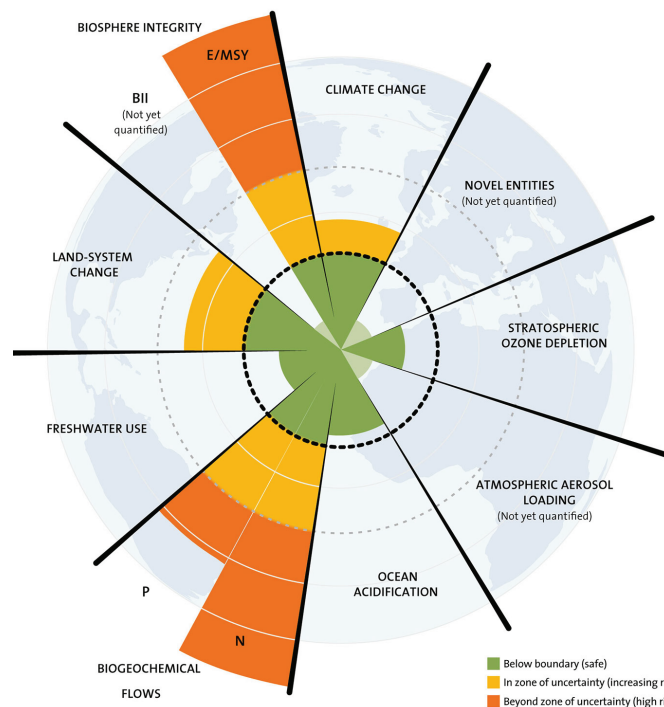 BIOSPHERE INTEGRITY
E/MSY
BII
(Not yet
quantified)
CLIMATE CHANGE
NOVEL ENTITIES
(Not yet quantified)
LAND-SYSTEM
CHANGE
STRATOSPHERIC
OZONE DEPLETION
FRESHWATER USE
ATMOSPHERIC AEROSOL
LOADING
(Not yet quantified)
OCEAN
ACIDIFICATION
P
N
BIOGEOCHEMICAL
FLOWS
Below boundary (safe)
In zone of uncertainty (increasing r
Beyond zone of uncertainty (high ri